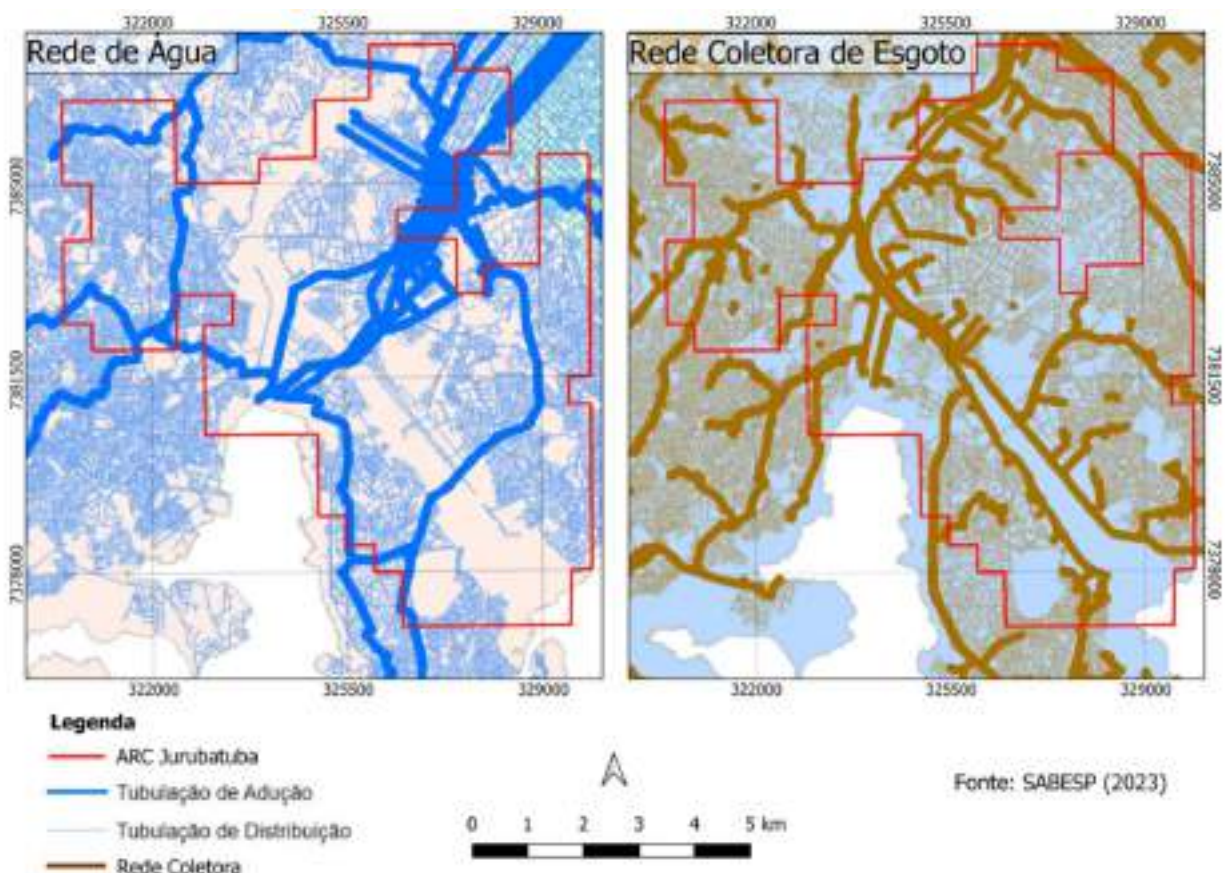 322000 325500 329000 322000 325500 329000
Rede de Água
Rede Coletora de Esgoto
7385000 7381500 7378000
7385000 7381500 7378000
322000 325500 329000 322000 325500 329000
Legenda
ARC Jurubatuba
Tubulação de Adução
Tubulação de Distribuição
Rede Coletora
0 1 2 3 4 5 km
Fonte: SABESP (2023)